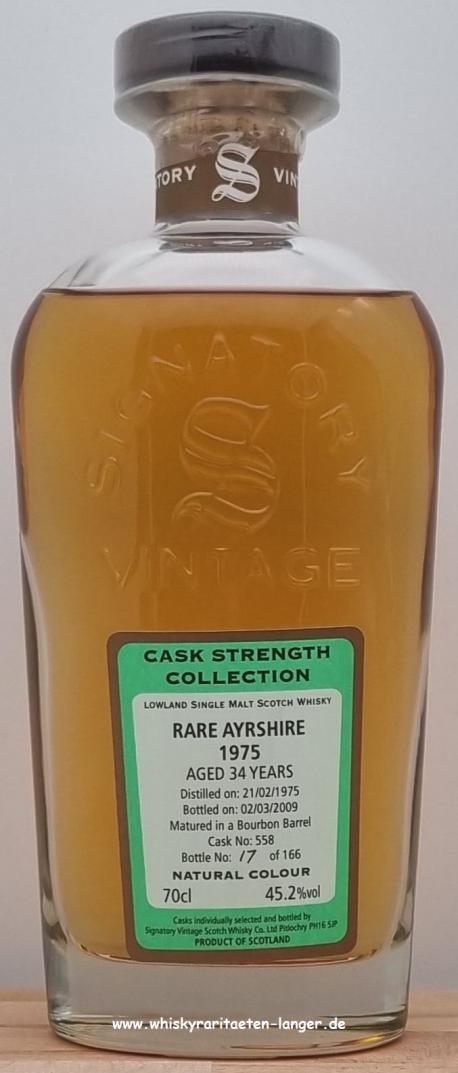 TORY S VIN
SIGNATORY
S
VINTAGE
CASK STRENGTH
COLLECTION
LOWLAND SINGLE MALT SCOTCH WHISKY
RARE AYRSHIRE
1975
AGED 34 YEARS
Distilled on: 21/02/1975
Bottled on: 02/03/2009
Matured in a Bourbon Barrel
Cask No: 558
Bottle No: 17 of 166
NATURAL COLOUR
70cl 45.2%vol
Casks individually selected and bottled by
Signatory Vintage Scotch Whisky Co. Ltd Pitlochry PH16 5JP
PRODUCT OF SCOTLAND
www.whiskyraritaeten-langer.de